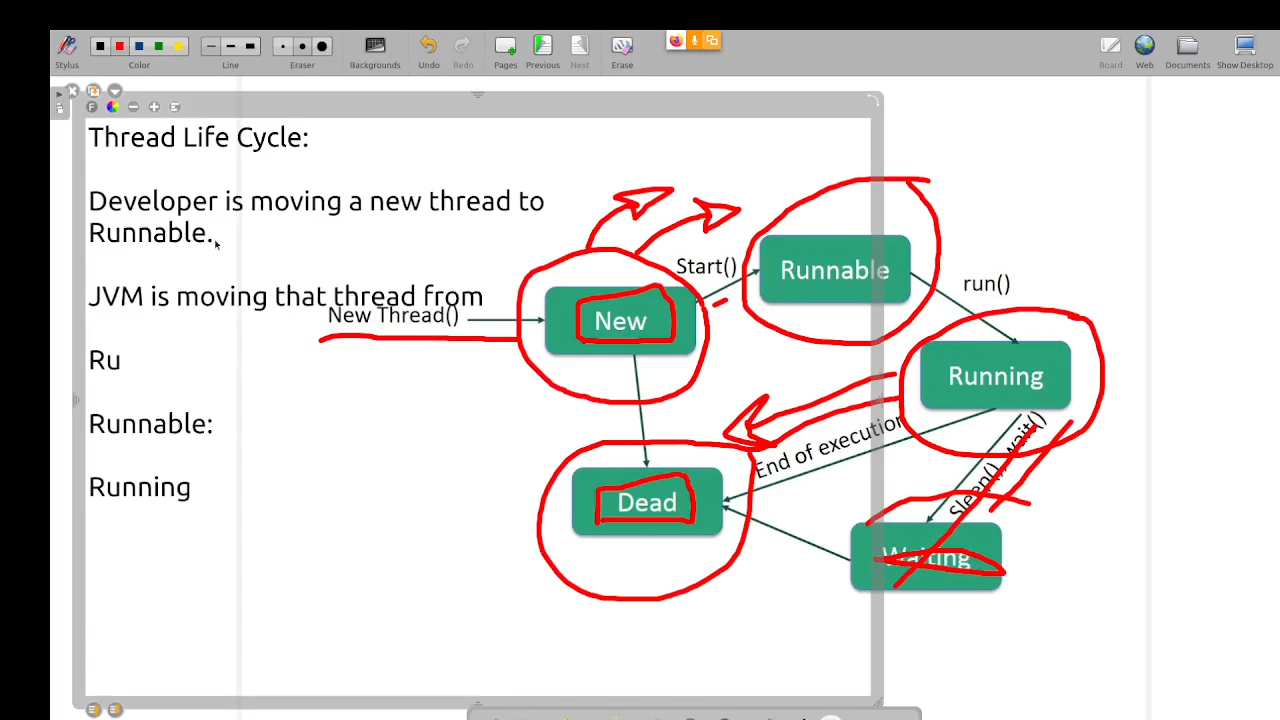 Stylus
Color
Line
Eraser
Backgrounds
Undo
Redo
Pages
Previous
Next
Erase
Board
Web
Documents
Show Desktop
Thread Life Cycle:
Developer is moving a new thread to
Runnable.
JVM is moving that thread from
Ru
Runnable:
Running
New Thread()
New
Start()
Runnable
run()
Running
End of execution
Sleep(), wait()
Dead
Waiting